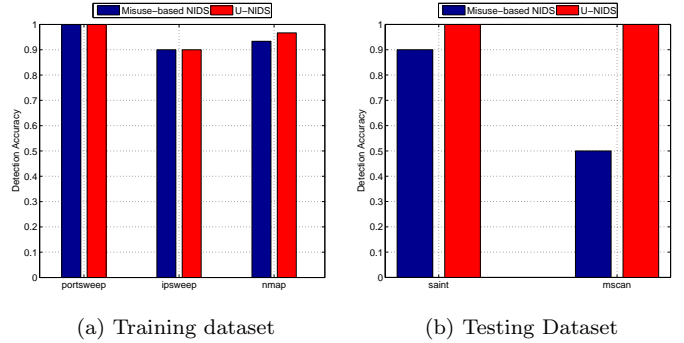 Misuse-based NIDS U-NIDS
Detection Accuracy
1
0.9
0.8
0.7
0.6
0.5
0.4
0.3
0.2
0.1
0
portsweep ipsweep nmap
(a) Training dataset
Misuse-based NIDS U-NIDS
Detection Accuracy
1
0.9
0.8
0.7
0.6
0.5
0.4
0.3
0.2
0.1
0
saint mscan
(b) Testing Dataset